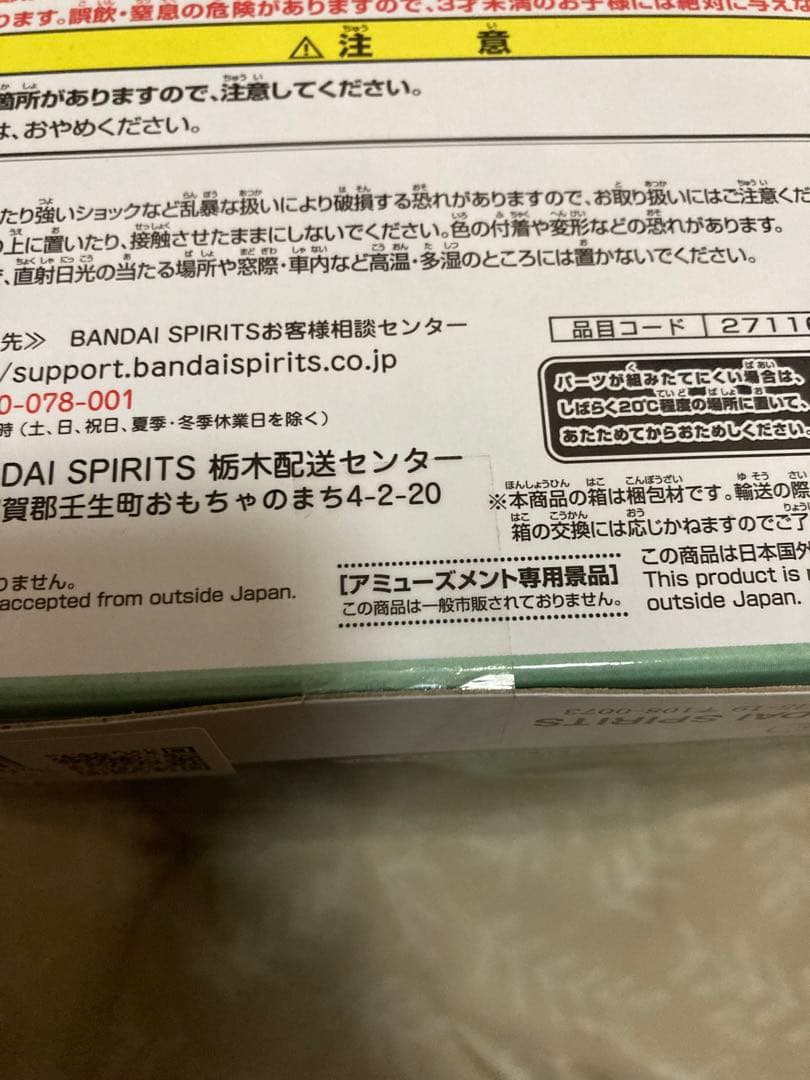 ります。誤飲・窒息の危険がありますので、3才未満のお子様には絶対に与えな
⚠注 意
箇所がありますので、注意してください。
は、おやめください。
たり強いショックなど乱暴な扱いにより破損する恐れがありますので、お取り扱いにはご注意くだ
上に置いたり、接触させたままにしないでください。色の付着や変形などの恐れがあります。
直射日光の当たる場所や窓際・車内など高温・多湿のところには置かないでください。
先≫ BANDAI SPIRITSお客様相談センター
/support.bandaispirits.co.jp
0-078-001
時(土、日、祝日、夏季・冬季休業日を除く)
DAI SPIRITS 栃木配送センター
賀郡壬生町おもちゃのまち4-2-20
りません。
accepted from outside Japan.
品目コード 27110
パーツが組みたてにくい場合は、
しばらく20℃程度の場所に置いて、
あたためてからおためしください。
※本商品の箱は梱包材です。輸送の際
箱の交換には応じかねますのでご了
[アミューズメント専用景品]
この商品は一般市販されておりません。
この商品は日本国外
This product is
outside Japan.
DAI SPIRITS
〒108-0073